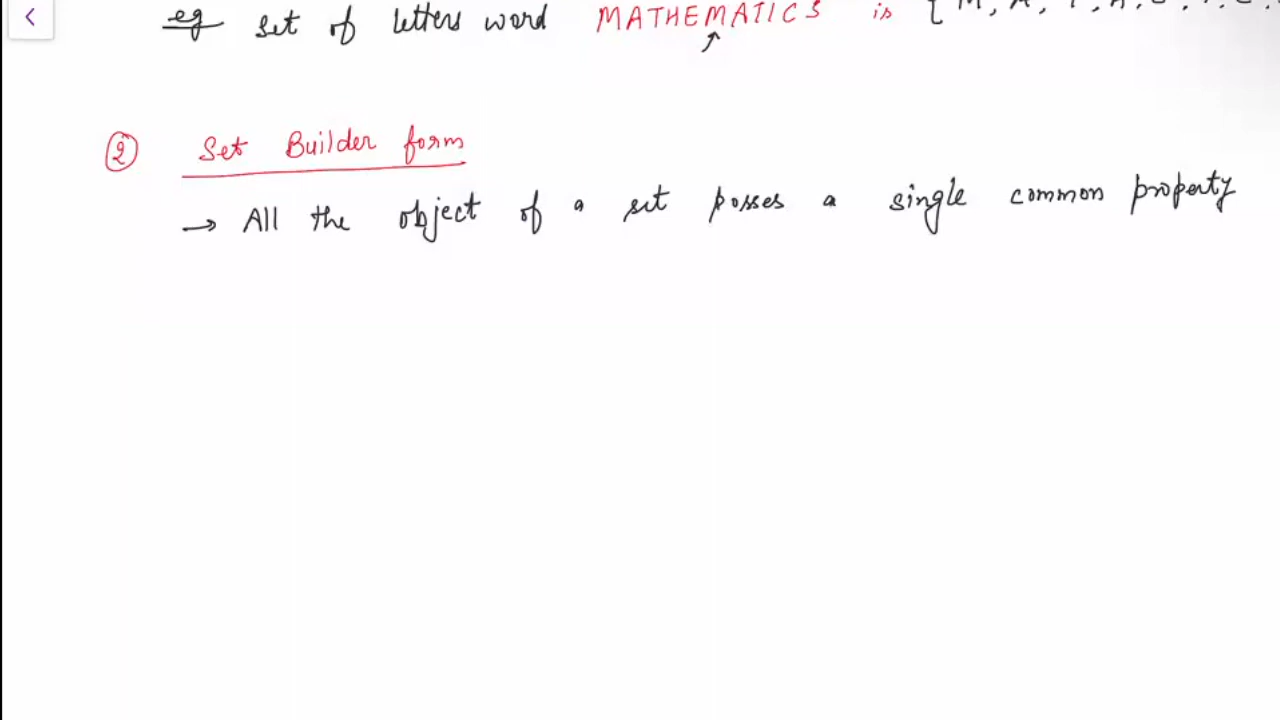 eg set of letters word MATHEMATICS is
② Set Builder form
→ All the object of a set posses a single common property